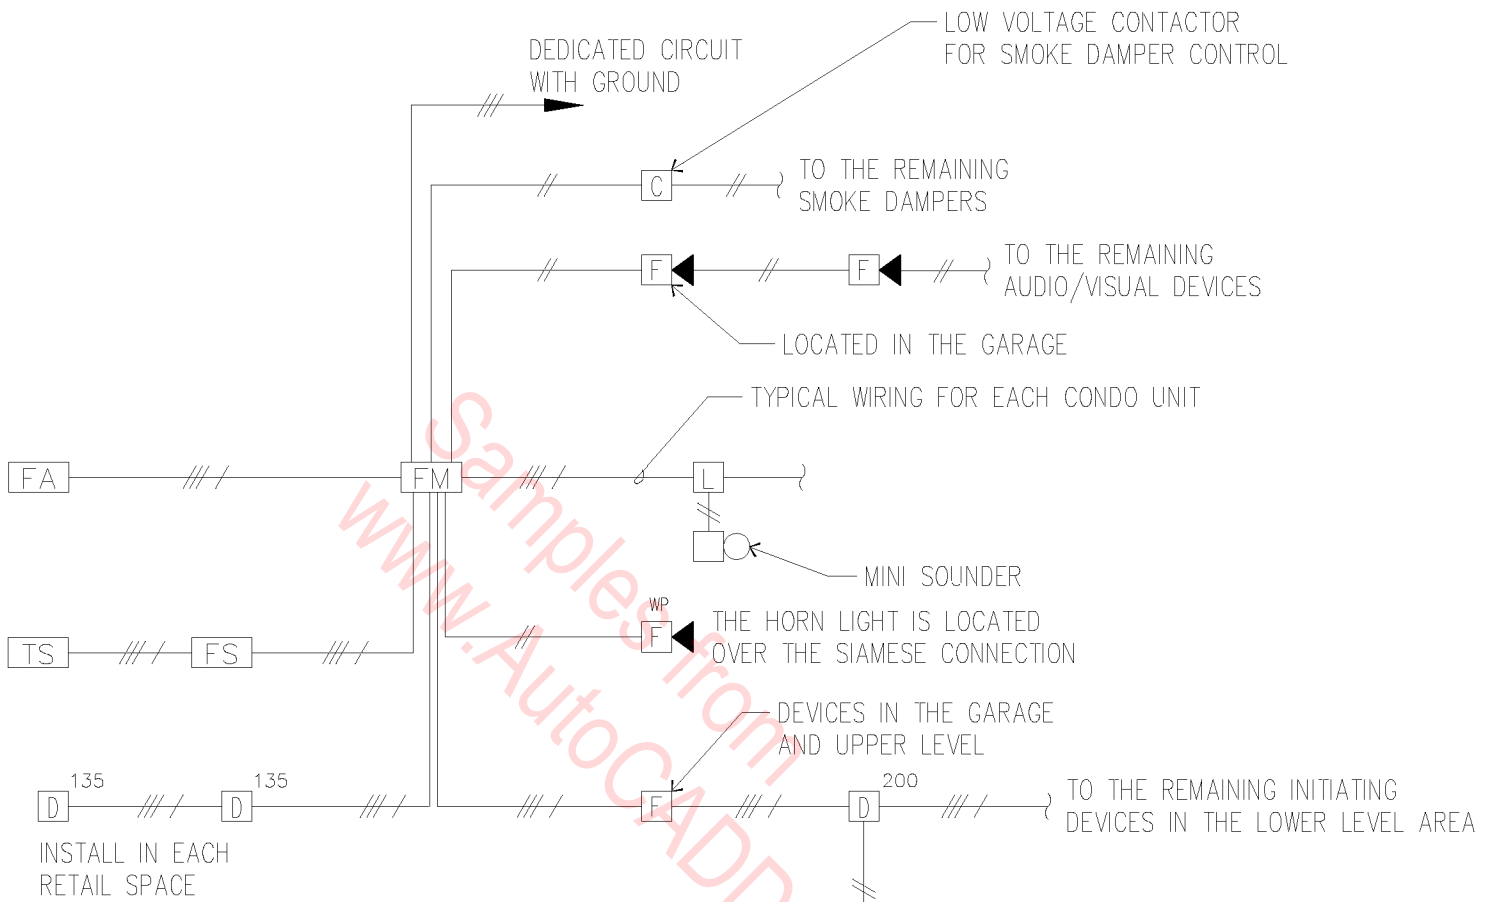 LOW VOLTAGE CONTACTOR
FOR SMOKE DAMPER CONTROL
DEDICATED CIRCUIT
WITH GROUND
C
TO THE REMAINING
SMOKE DAMPERS
F
F
TO THE REMAINING
AUDIO/VISUAL DEVICES
LOCATED IN THE GARAGE
TYPICAL WIRING FOR EACH CONDO UNIT
FA
FM
L
MINI SOUNDER
WP
F
THE HORN LIGHT IS LOCATED
OVER THE SIAMESE CONNECTION
TS
FS
DEVICES IN THE GARAGE
AND UPPER LEVEL
135
D
135
D
F
200
D
TO THE REMAINING INITIATING
DEVICES IN THE LOWER LEVEL AREA
INSTALL IN EACH
RETAIL SPACE
Samples from
www.AutoCADD